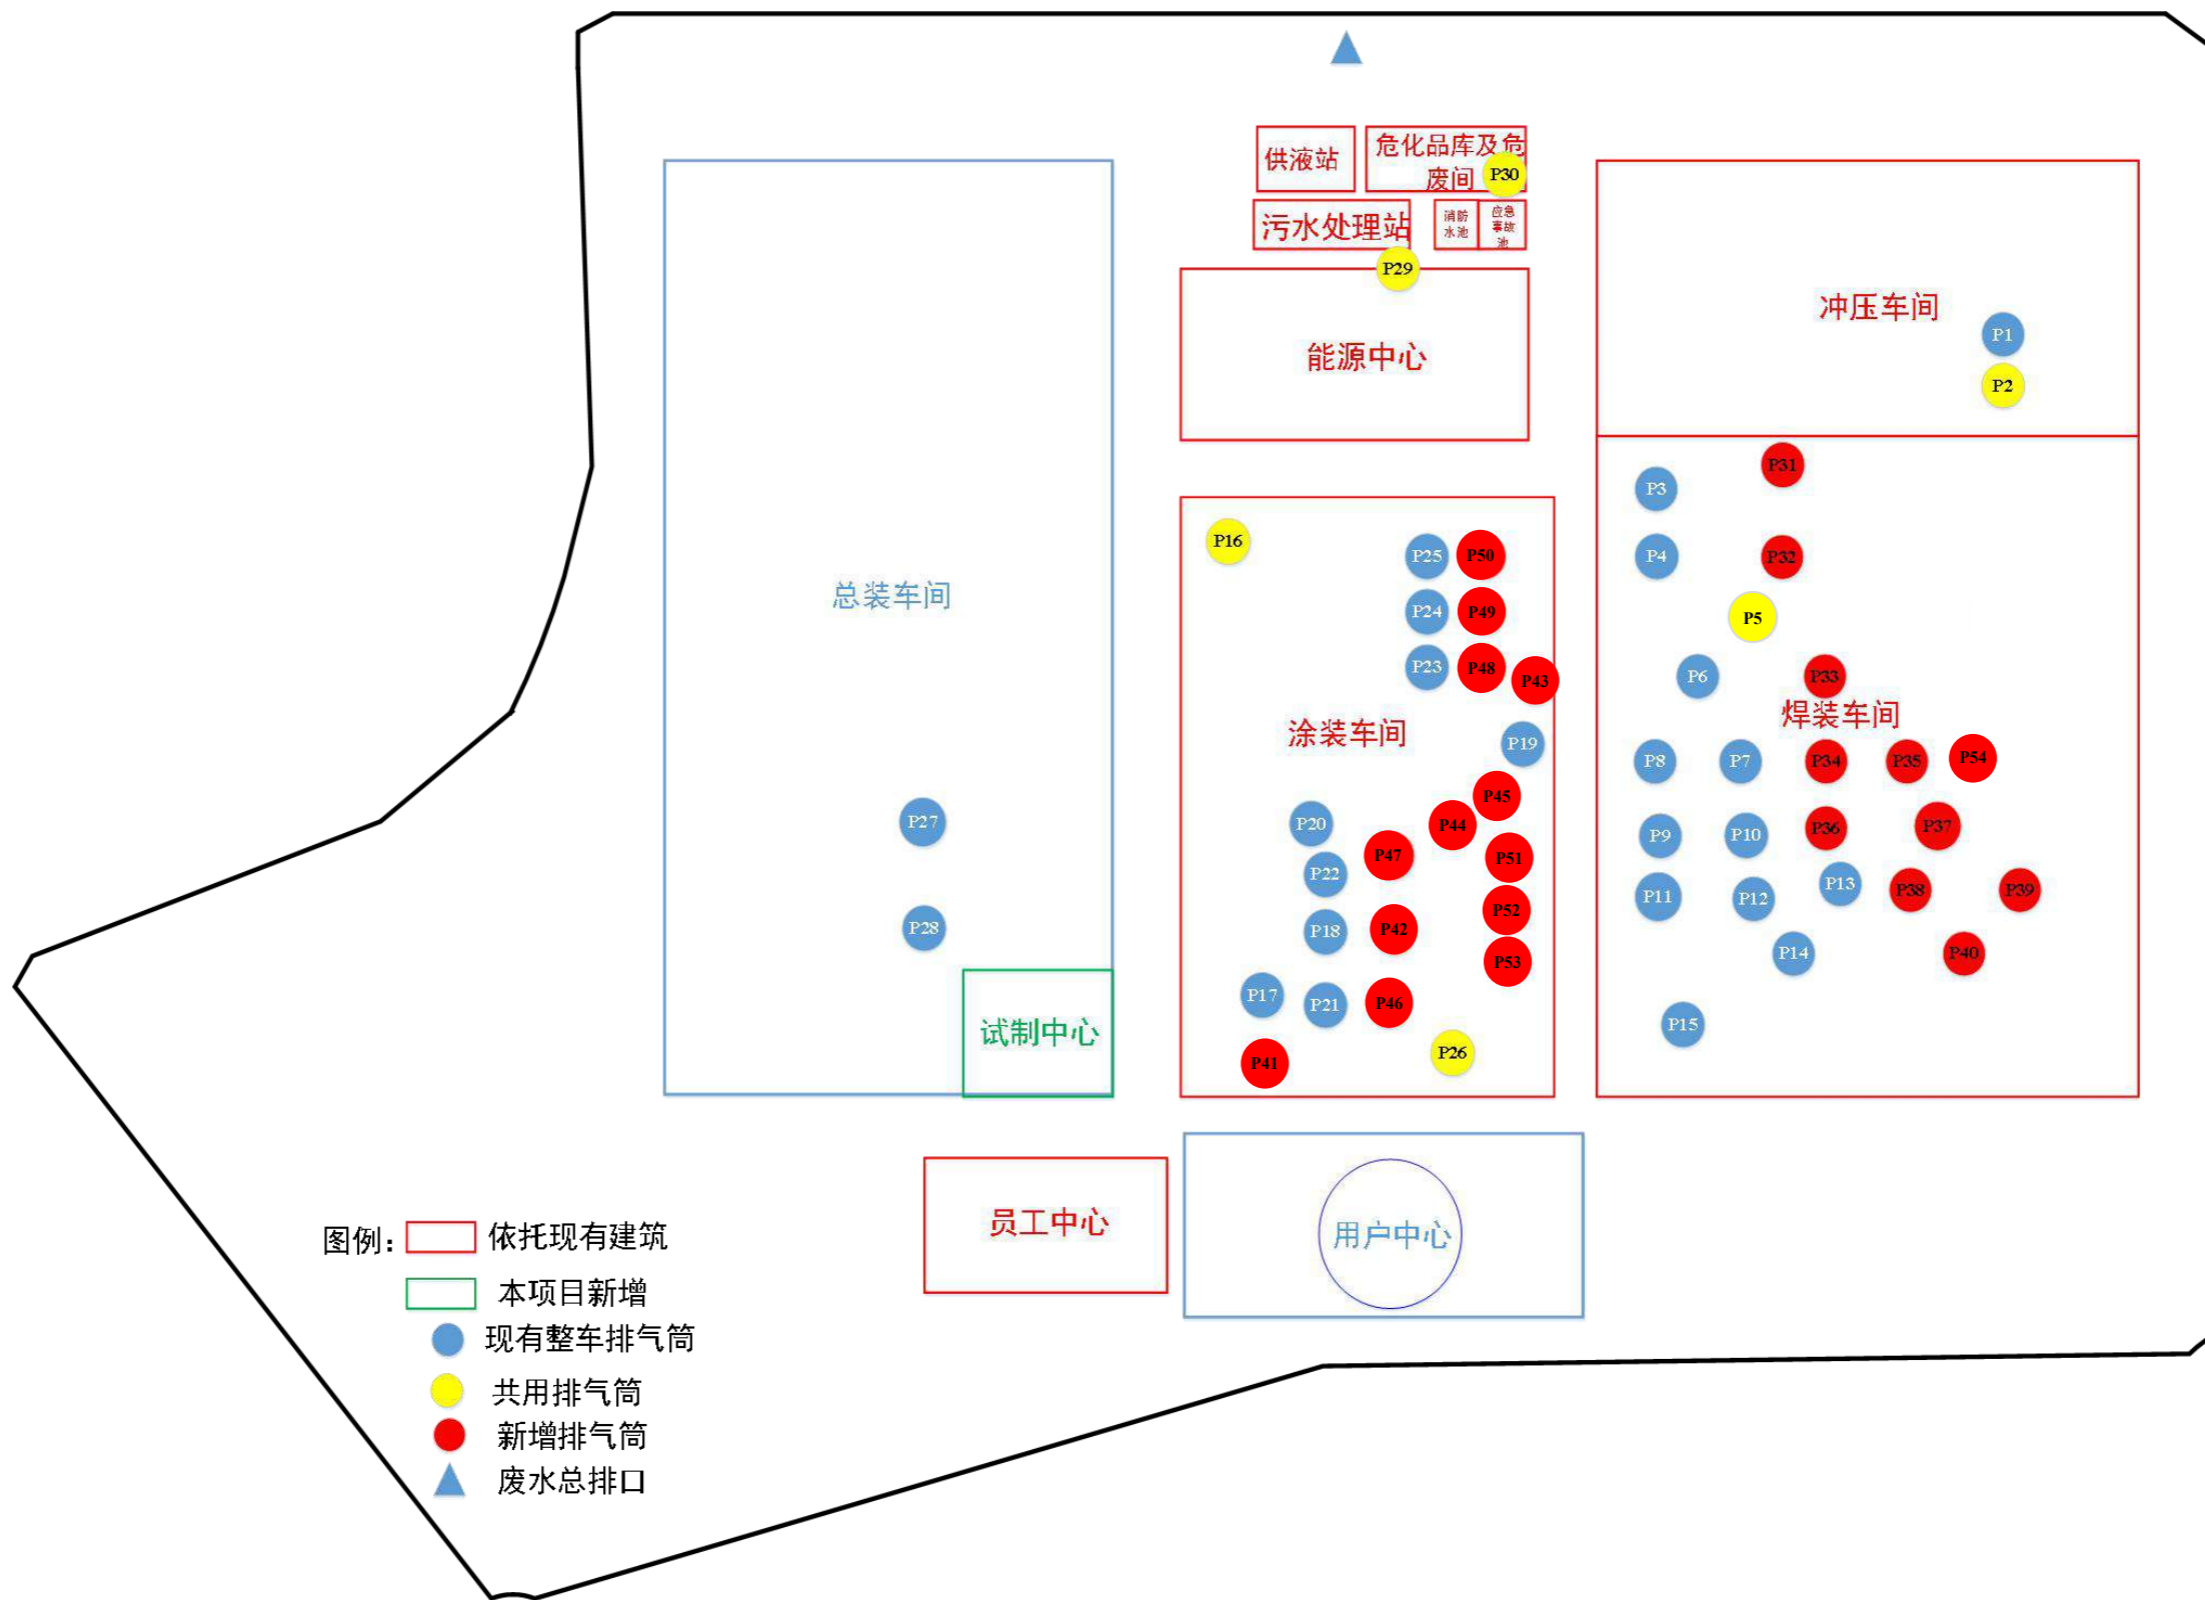 供液站
危化品库及危
废间
P30
污水处理站
消防
水池
应急
事故
池
P29
能源中心
冲压车间
P1
P2
P31
P3
P4
P32
P5
P6
P33
焊装车间
P8
P7
P34
P35
P54
P9
P10
P36
P37
P11
P12
P13
P38
P39
P14
P40
P15
P16
P25
P50
P24
P49
P23
P48
P43
涂装车间
P19
P45
P20
P44
P47
P51
P22
P52
P18
P42
P53
P17
P21
P46
P41
P26
总装车间
P27
P28
试制中心
员工中心
用户中心
图例：
依托现有建筑
本项目新增
现有整车排气筒
共用排气筒
新增排气筒
废水总排口